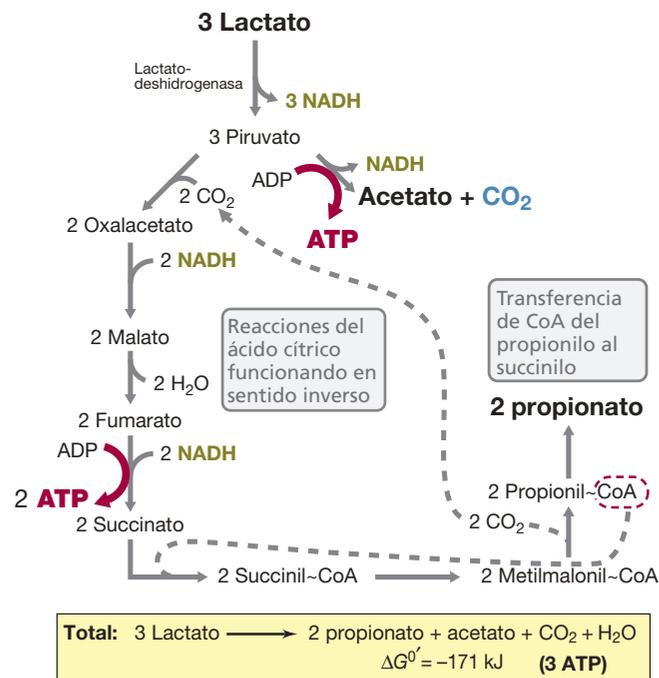 3 Lactato
Lactato-
deshidrogenasa
3 NADH
3 Piruvato
NADH
ADP
Acetato + CO₂
2 CO₂
ATP
2 Oxalacetato
2 NADH
2 Malato
2 H₂O
Reacciones del
ácido cítrico
funcionando en
sentido inverso
Transferencia
de CoA del
propionilo al
succinilo
2 propionato
2 Fumarato
ADP
2 NADH
2 ATP
2 Propionil~CoA
2 CO₂
2 Succinato
2 Succinil~CoA
2 Metilmalonil~CoA
Total: 3 Lactato ⟶ 2 propionato + acetato + CO₂ + H₂O
ΔG⁰′ = –171 kJ (3 ATP)